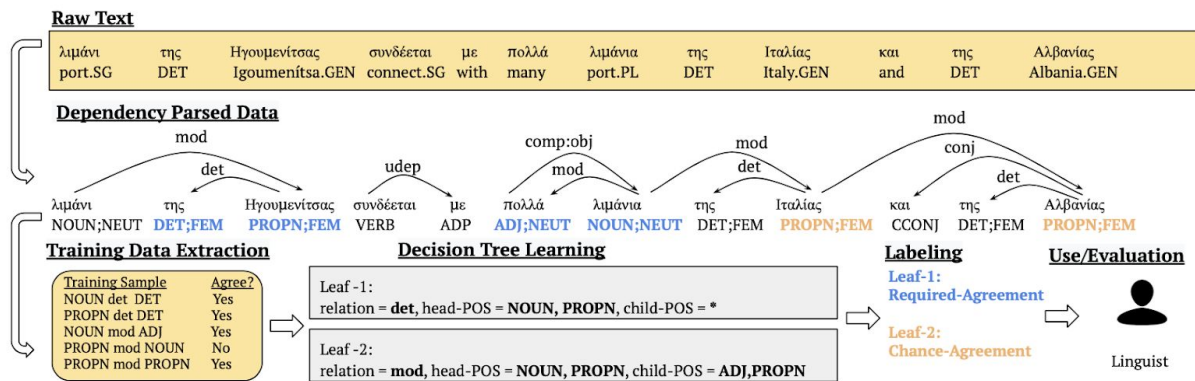 Raw Text
λιμάνι της Ηγουμενίτσας συνδέεται με πολλά λιμάνια της Ιταλίας και της Αλβανίας
port.SG DET Igoumenítsa.GEN connect.SG with many port.PL DET Italy.GEN and DET Albania.GEN
Dependency Parsed Data
mod det udep comp:obj mod mod det mod conj det
λιμάνι της Ηγουμενίτσας συνδέεται με πολλά λιμάνια της Ιταλίας και της Αλβανίας
NOUN;NEUT DET;FEM PROPN;FEM VERB ADP ADJ;NEUT NOUN;NEUT DET;FEM PROPN;FEM CCONJ DET;FEM PROPN;FEM
Training Data Extraction
Training Sample Agree?
NOUN det DET Yes
PROPN det DET Yes
NOUN mod ADJ Yes
PROPN mod NOUN No
PROPN mod PROPN Yes
Decision Tree Learning
Leaf -1:
relation = det, head-POS = NOUN, PROPN, child-POS = *
Leaf -2:
relation = mod, head-POS = NOUN, PROPN, child-POS = ADJ,PROPN
Labeling
Leaf-1:
Required-Agreement
Leaf-2:
Chance-Agreement
Use/Evaluation
Linguist